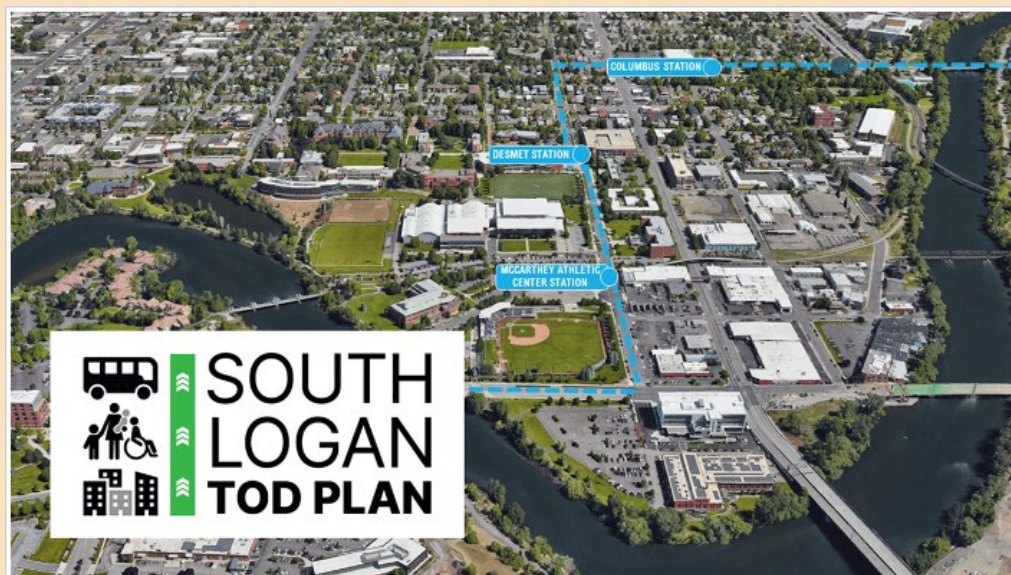 COLUMBUS STATION
DESMET STATION
MCCARTHEY ATHLETIC
CENTER STATION
SOUTH
LOGAN
TOD PLAN